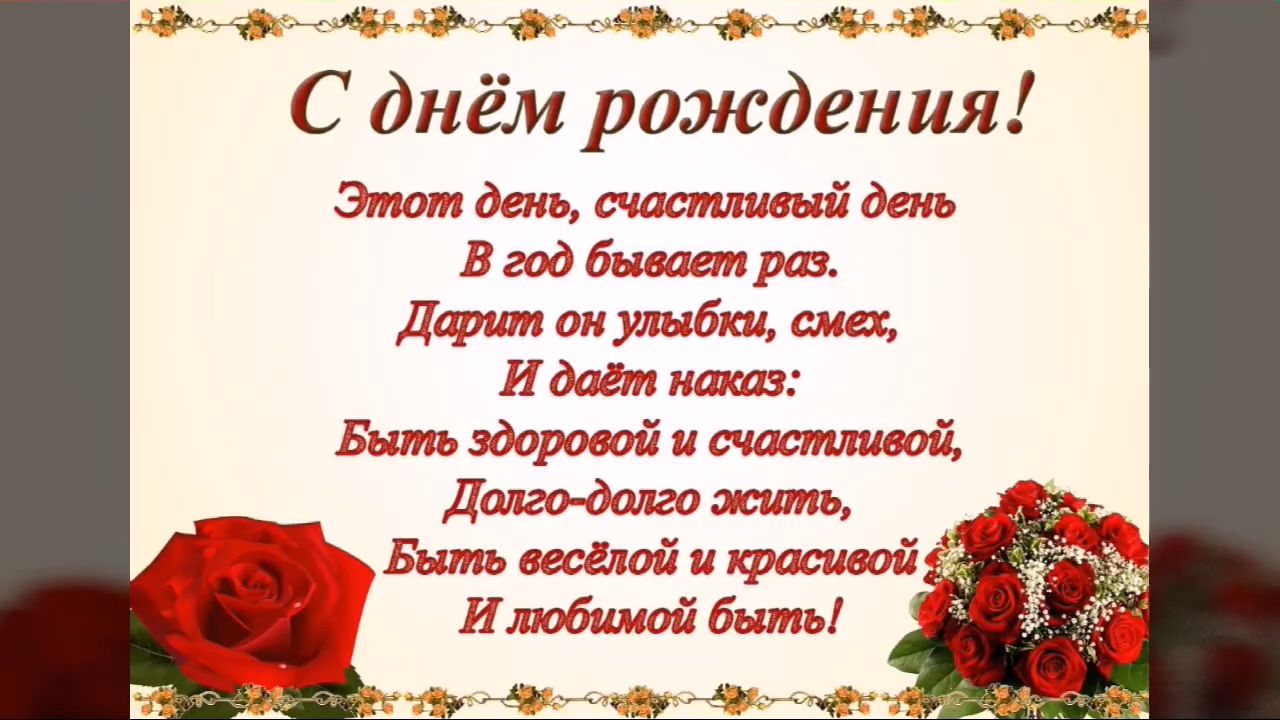 С днём рождения!
Этот день, счастливый день
В год бывает раз.
Дарит он улыбки, смех,
И даёт наказ:
Быть здоровой и счастливой,
Долго-долго жить,
Быть весёлой и красивой
И любимой быть!